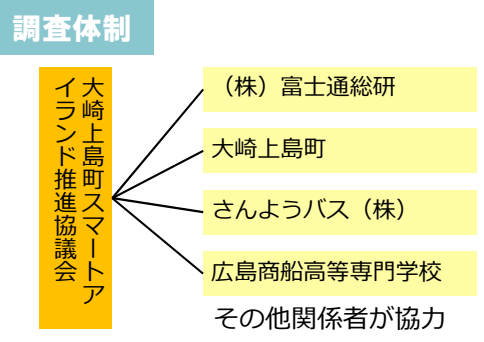 調査体制
大崎上島町スマートア
イランド推進協議会
（株）富士通総研
大崎上島町
さんようバス（株）
広島商船高等専門学校
その他関係者が協力